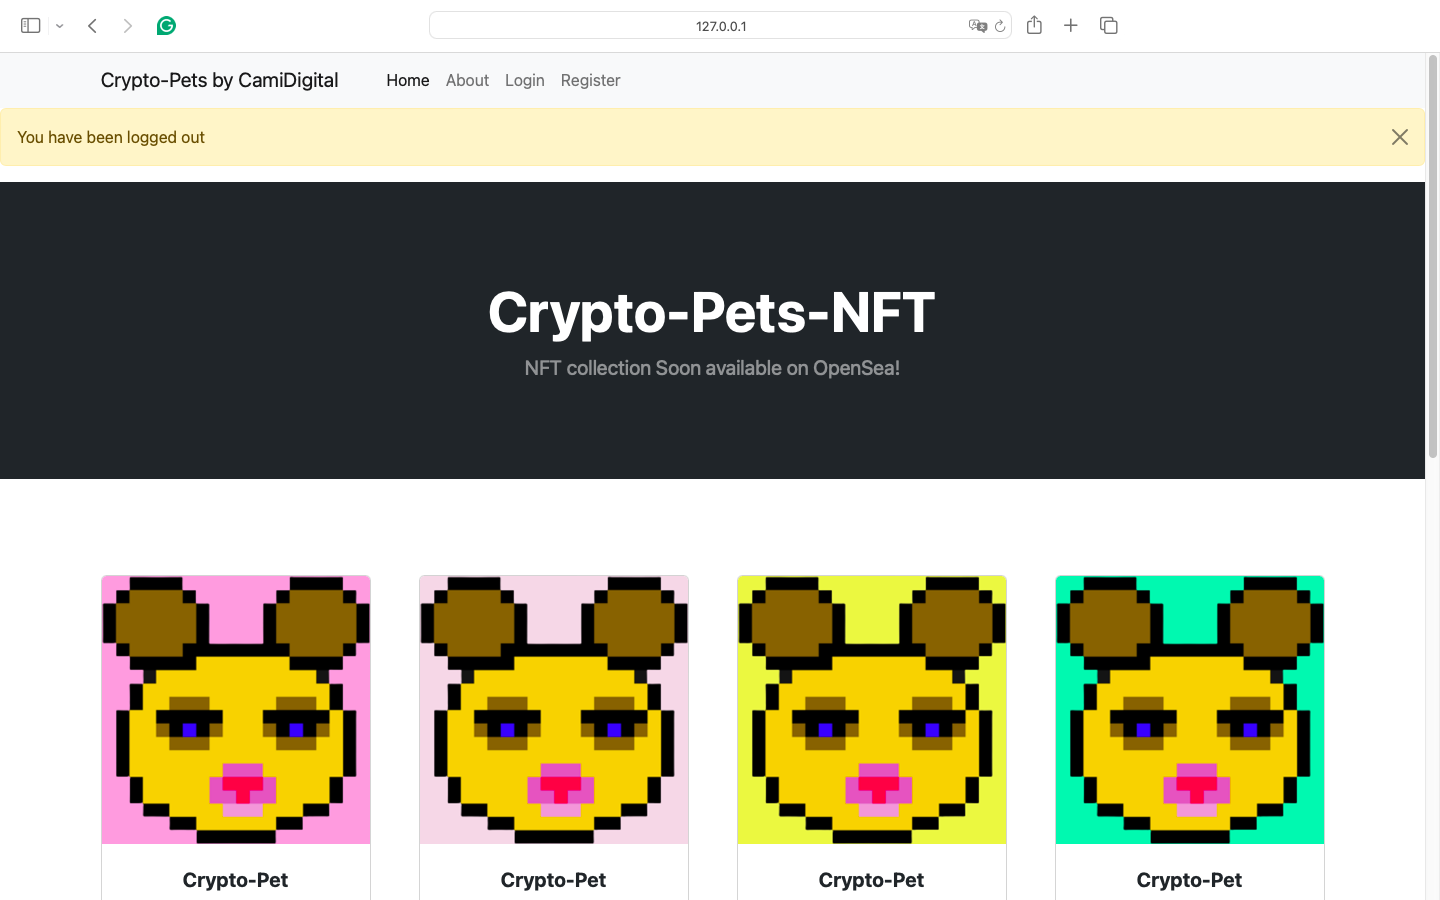 127.0.0.1
Crypto-Pets by CamiDigital Home About Login Register
You have been logged out
Crypto-Pets-NFT
NFT collection Soon available on OpenSea!
Crypto-Pet Crypto-Pet Crypto-Pet Crypto-Pet